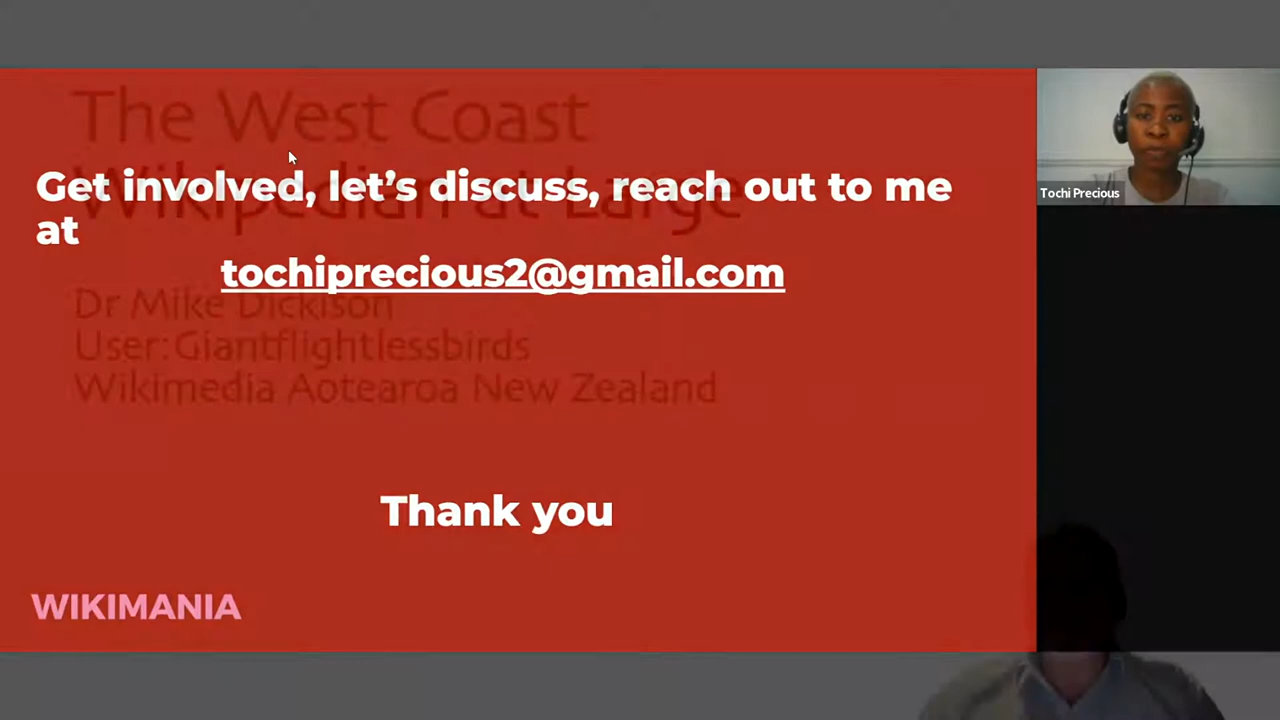 The West Coast
Wikipedian at Large
Get involved, let's discuss, reach out to me
at
tochiprecious2@gmail.com
Dr Mike Dickison
User:Giantflightlessbirds
Wikimedia Aotearoa New Zealand
Thank you
WIKIMANIA
Tochi Precious